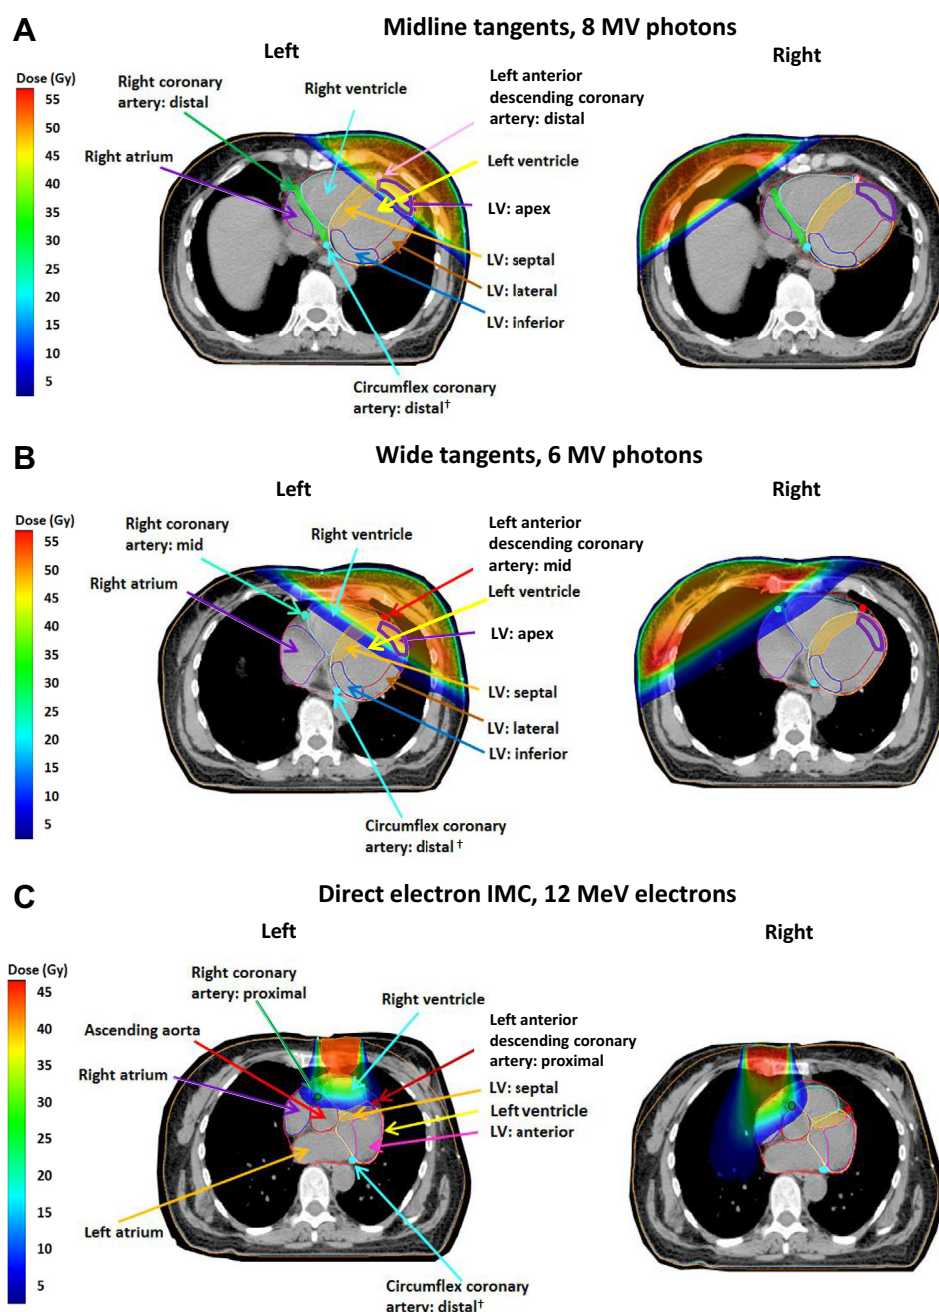 A
Midline tangents, 8 MV photons
Left
Right
Dose (Gy)
55
50
45
40
35
30
25
20
15
10
5
Right coronary
artery: distal
Right ventricle
Left anterior
descending coronary
artery: distal
Right atrium
Left ventricle
LV: apex
LV: septal
LV: lateral
LV: inferior
Circumflex coronary
artery: distal†
B
Wide tangents, 6 MV photons
Left
Right
Dose (Gy)
55
50
45
40
35
30
25
20
15
10
5
Right coronary
artery: mid
Right ventricle
Left anterior
descending coronary
artery: mid
Right atrium
Left ventricle
LV: apex
LV: septal
LV: lateral
LV: inferior
Circumflex coronary
artery: distal †
C
Direct electron IMC, 12 MeV electrons
Left
Right
Dose (Gy)
45
40
35
30
25
20
15
10
5
Right coronary
artery: proximal
Right ventricle
Left anterior
descending coronary
artery: proximal
Ascending aorta
Right atrium
LV: septal
Left ventricle
LV: anterior
Left atrium
Circumflex coronary
artery: distal†